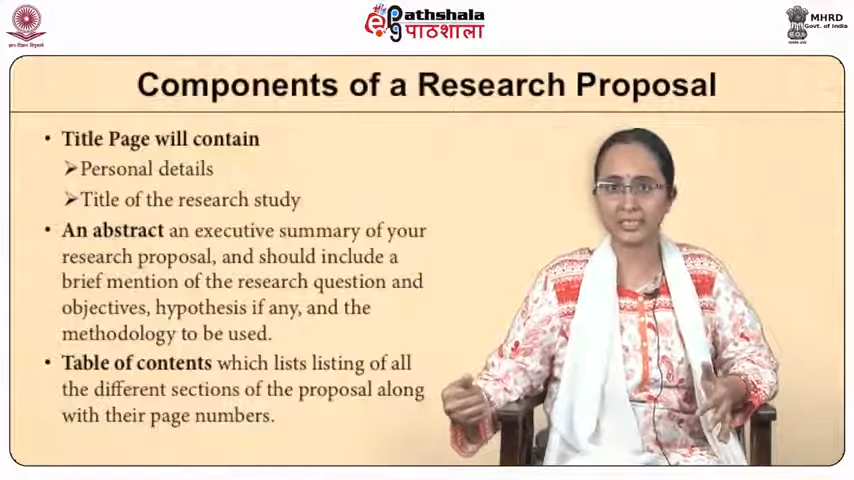 Pathshala
पाठशाला
MHRD
Govt. of India
Components of a Research Proposal
• Title Page will contain
➢Personal details
➢Title of the research study
• An abstract an executive summary of your
research proposal, and should include a
brief mention of the research question and
objectives, hypothesis if any, and the
methodology to be used.
• Table of contents which lists listing of all
the different sections of the proposal along
with their page numbers.